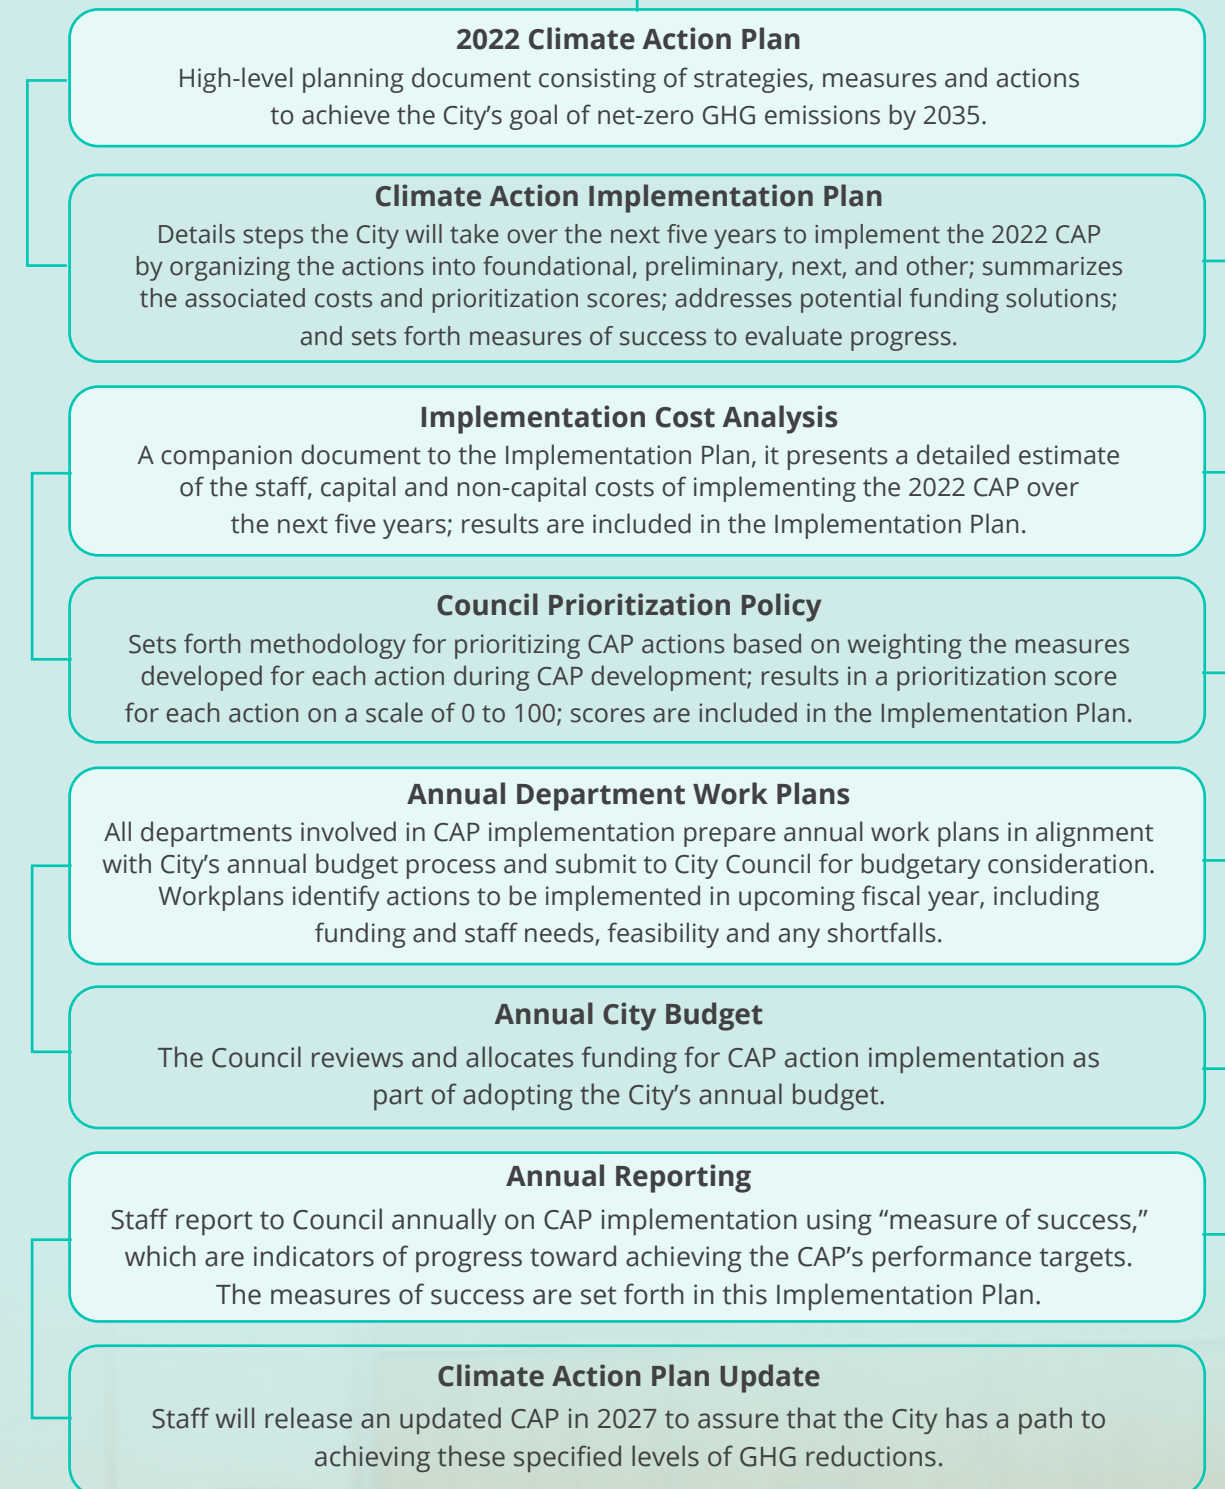 2022 Climate Action Plan
High-level planning document consisting of strategies, measures and actions
to achieve the City’s goal of net-zero GHG emissions by 2035.
Climate Action Implementation Plan
Details steps the City will take over the next five years to implement the 2022 CAP
by organizing the actions into foundational, preliminary, next, and other; summarizes
the associated costs and prioritization scores; addresses potential funding solutions;
and sets forth measures of success to evaluate progress.
Implementation Cost Analysis
A companion document to the Implementation Plan, it presents a detailed estimate
of the staff, capital and non-capital costs of implementing the 2022 CAP over
the next five years; results are included in the Implementation Plan.
Council Prioritization Policy
Sets forth methodology for prioritizing CAP actions based on weighting the measures
developed for each action during CAP development; results in a prioritization score
for each action on a scale of 0 to 100; scores are included in the Implementation Plan.
Annual Department Work Plans
All departments involved in CAP implementation prepare annual work plans in alignment
with City’s annual budget process and submit to City Council for budgetary consideration.
Workplans identify actions to be implemented in upcoming fiscal year, including
funding and staff needs, feasibility and any shortfalls.
Annual City Budget
The Council reviews and allocates funding for CAP action implementation as
part of adopting the City’s annual budget.
Annual Reporting
Staff report to Council annually on CAP implementation using “measure of success,”
which are indicators of progress toward achieving the CAP’s performance targets.
The measures of success are set forth in this Implementation Plan.
Climate Action Plan Update
Staff will release an updated CAP in 2027 to assure that the City has a path to
achieving these specified levels of GHG reductions.